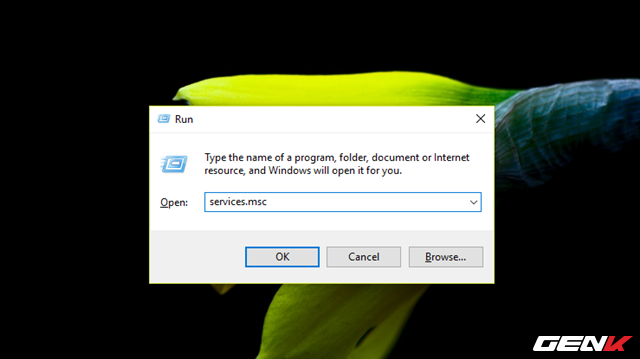 Run
Type the name of a program, folder, document or Internet
resource, and Windows will open it for you.
Open:
services.msc
OK
Cancel
Browse...
GENK